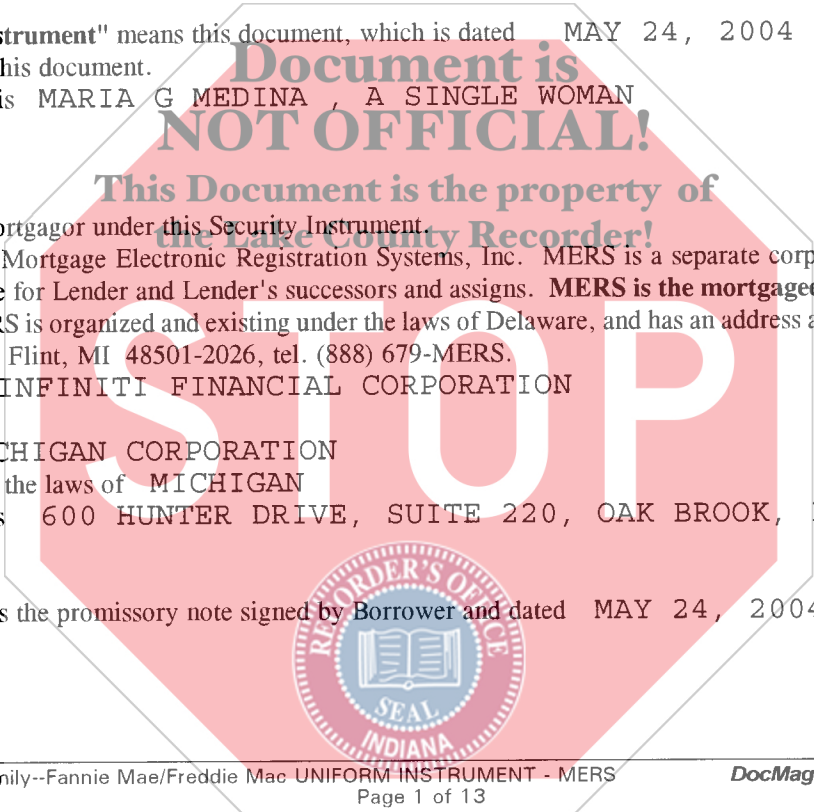 strument" means this document, which is dated MAY 24, 2004
Document is
his document.
is MARIA G MEDINA , A SINGLE WOMAN
NOT OFFICIAL!
This Document is the property of
ortgagor under this Security Instrument.
the Lake County Recorder!
Mortgage Electronic Registration Systems, Inc. MERS is a separate corp
e for Lender and Lender's successors and assigns. MERS is the mortgagee
RS is organized and existing under the laws of Delaware, and has an address a
Flint, MI 48501-2026, tel. (888) 679-MERS.
INFINITI FINANCIAL CORPORATION
STOP
CHIGAN CORPORATION
the laws of MICHIGAN
s 600 HUNTER DRIVE, SUITE 220, OAK BROOK,
RECORDER'S OFFICE
s the promissory note signed by Borrower and dated MAY 24, 2004
SEAL
INDIANA
mily--Fannie Mae/Freddie Mac UNIFORM INSTRUMENT - MERS DocMag
Page 1 of 13